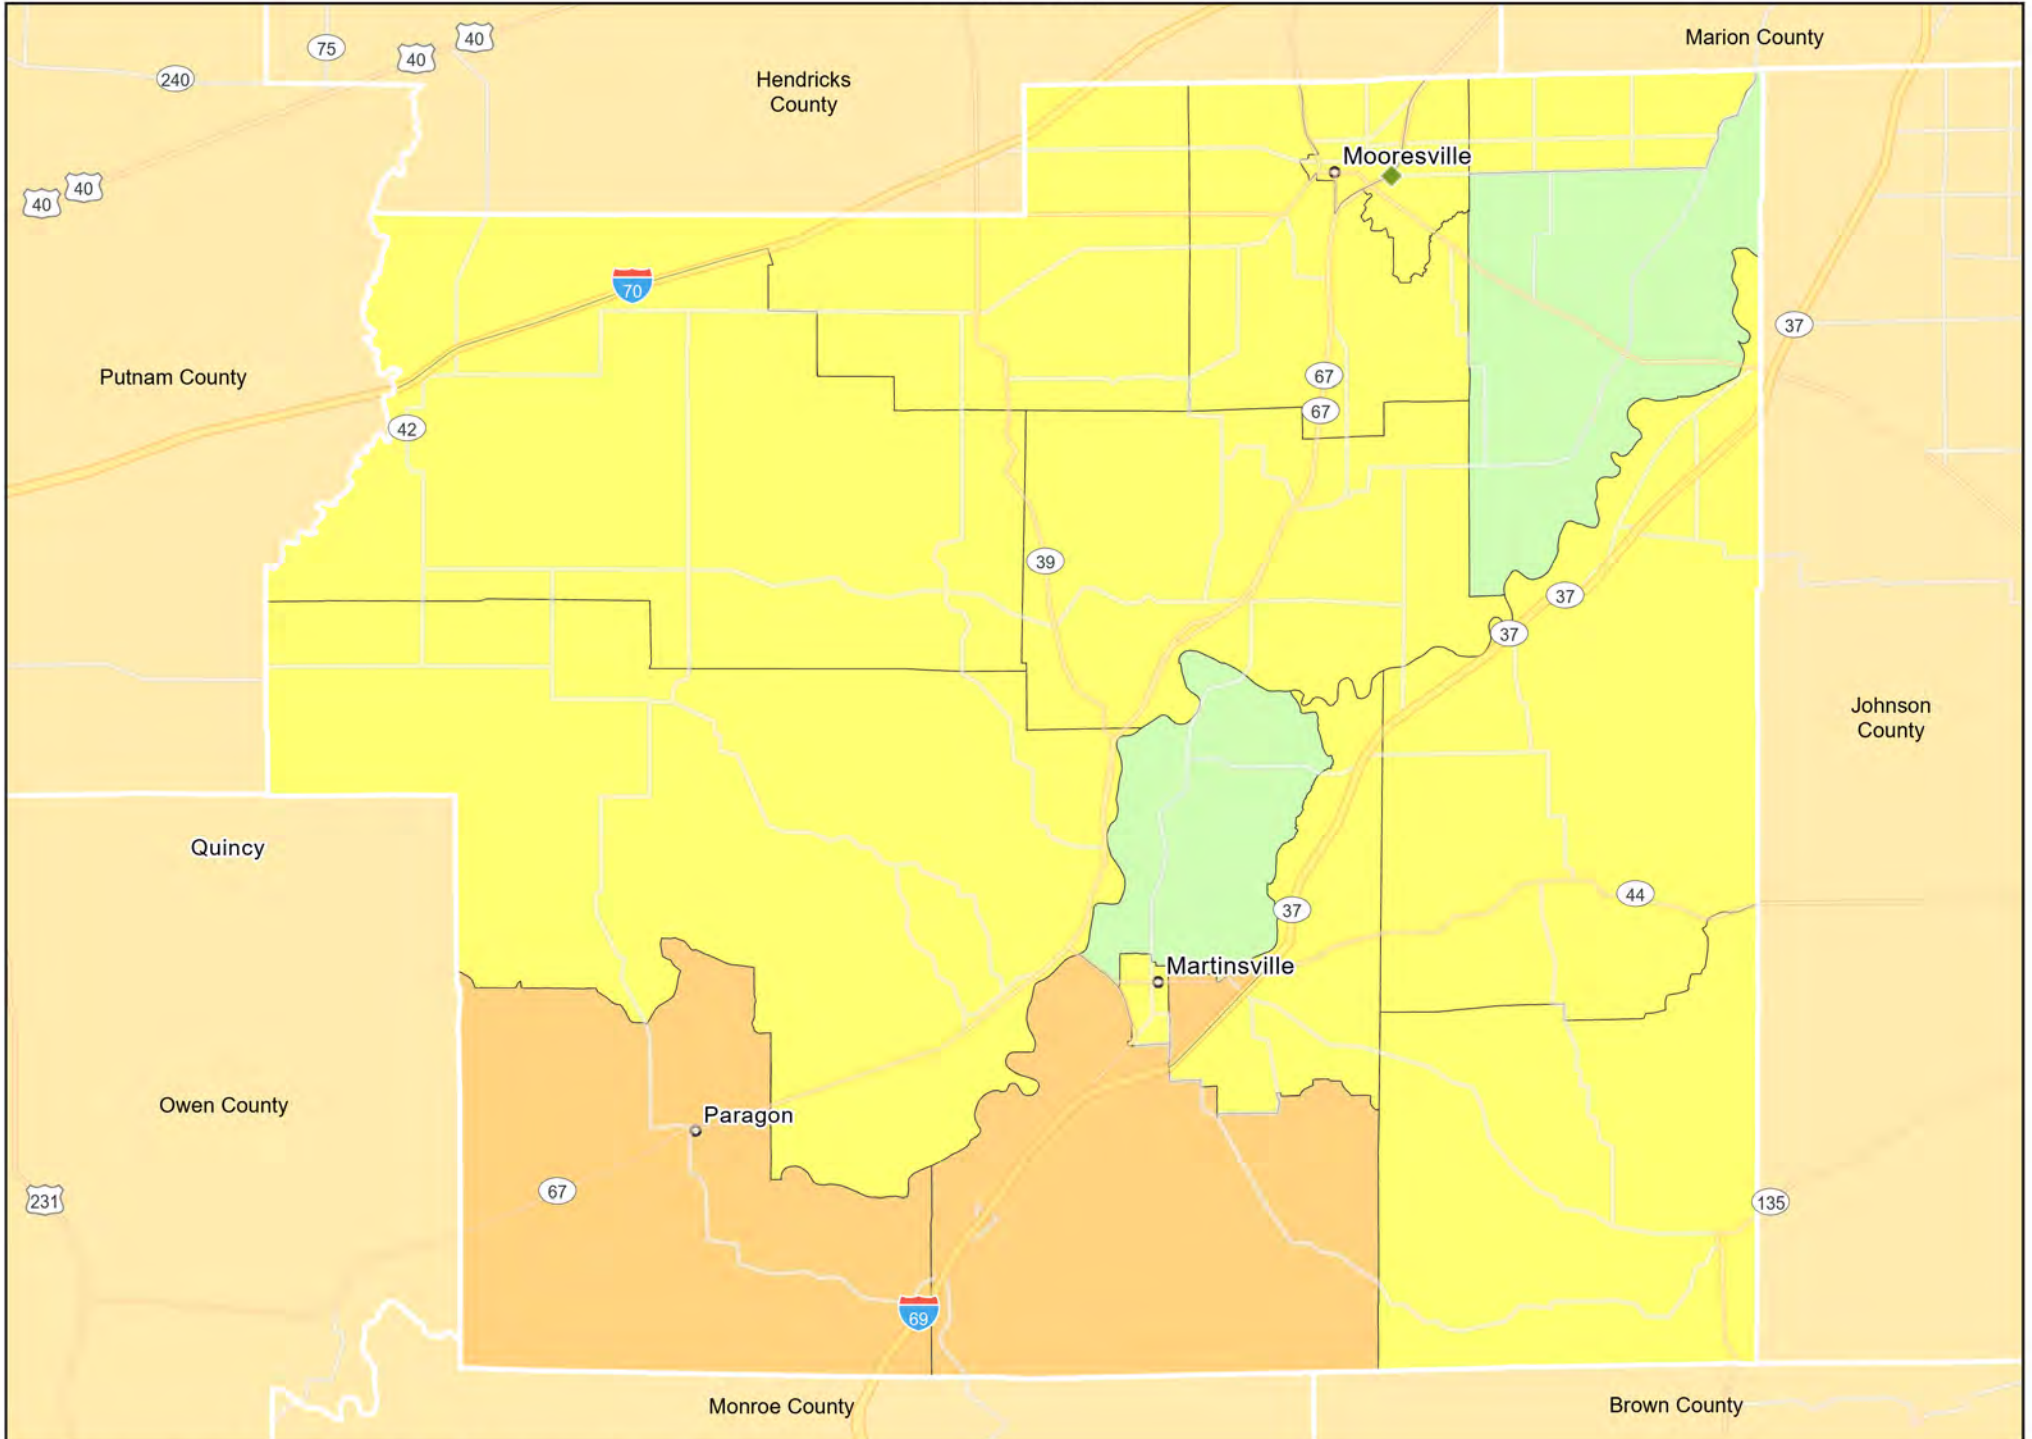 Marion County
40
75
40
240
Hendricks
County
Mooresville
40
40
70
37
67
Putnam County
67
42
39
37
37
Johnson
County
Quincy
44
37
Martinsville
Owen County
Paragon
67
231
135
69
Monroe County
Brown County